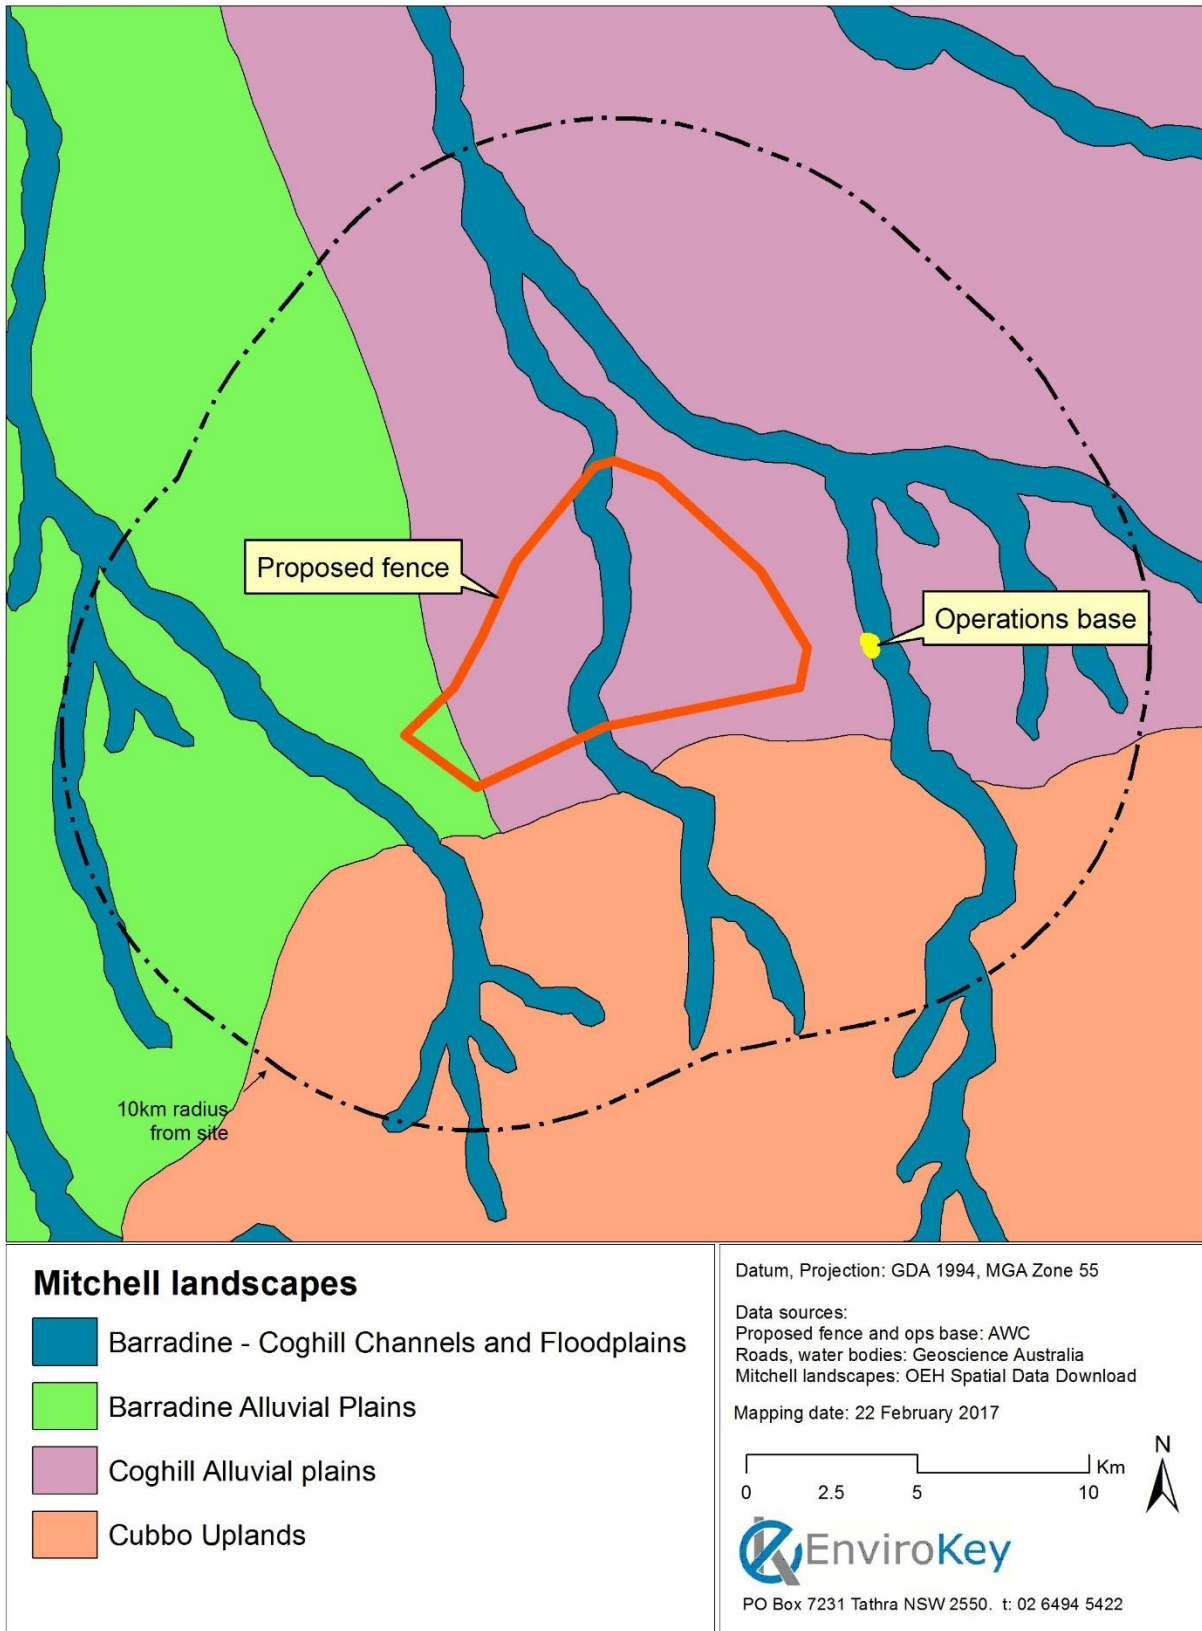 Proposed fence
Operations base
10km radius
from site
Mitchell landscapes
Barradine - Coghill Channels and Floodplains
Barradine Alluvial Plains
Coghill Alluvial plains
Cubbo Uplands
Datum, Projection: GDA 1994, MGA Zone 55
Data sources:
Proposed fence and ops base: AWC
Roads, water bodies: Geoscience Australia
Mitchell landscapes: OEH Spatial Data Download
Mapping date: 22 February 2017
N
Km
0 2.5 5 10
EnviroKey
PO Box 7231 Tathra NSW 2550. t: 02 6494 5422